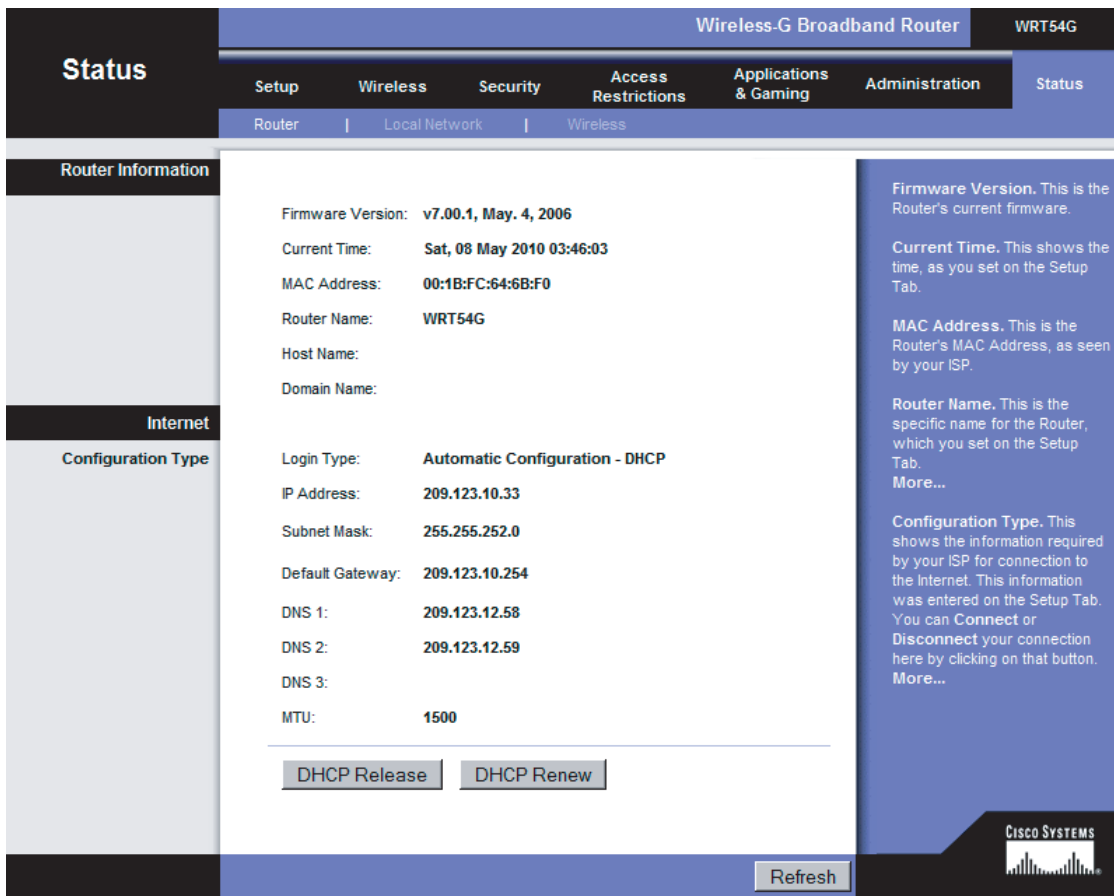 Wireless-G Broadband Router WRT54G
Status
Setup Wireless Security Access Restrictions Applications & Gaming Administration Status
Router | Local Network | Wireless
Router Information
Firmware Version: v7.00.1, May. 4, 2006
Current Time: Sat, 08 May 2010 03:46:03
MAC Address: 00:1B:FC:64:6B:F0
Router Name: WRT54G
Host Name:
Domain Name:
Internet
Configuration Type
Login Type: Automatic Configuration - DHCP
IP Address: 209.123.10.33
Subnet Mask: 255.255.252.0
Default Gateway: 209.123.10.254
DNS 1: 209.123.12.58
DNS 2: 209.123.12.59
DNS 3:
MTU: 1500
DHCP Release DHCP Renew
Firmware Version. This is the
Router's current firmware.
Current Time. This shows the
time, as you set on the Setup
Tab.
MAC Address. This is the
Router's MAC Address, as seen
by your ISP.
Router Name. This is the
specific name for the Router,
which you set on the Setup
Tab.
More...
Configuration Type. This
shows the information required
by your ISP for connection to
the Internet. This information
was entered on the Setup Tab.
You can Connect or
Disconnect your connection
here by clicking on that button.
More...
CISCO SYSTEMS
Refresh